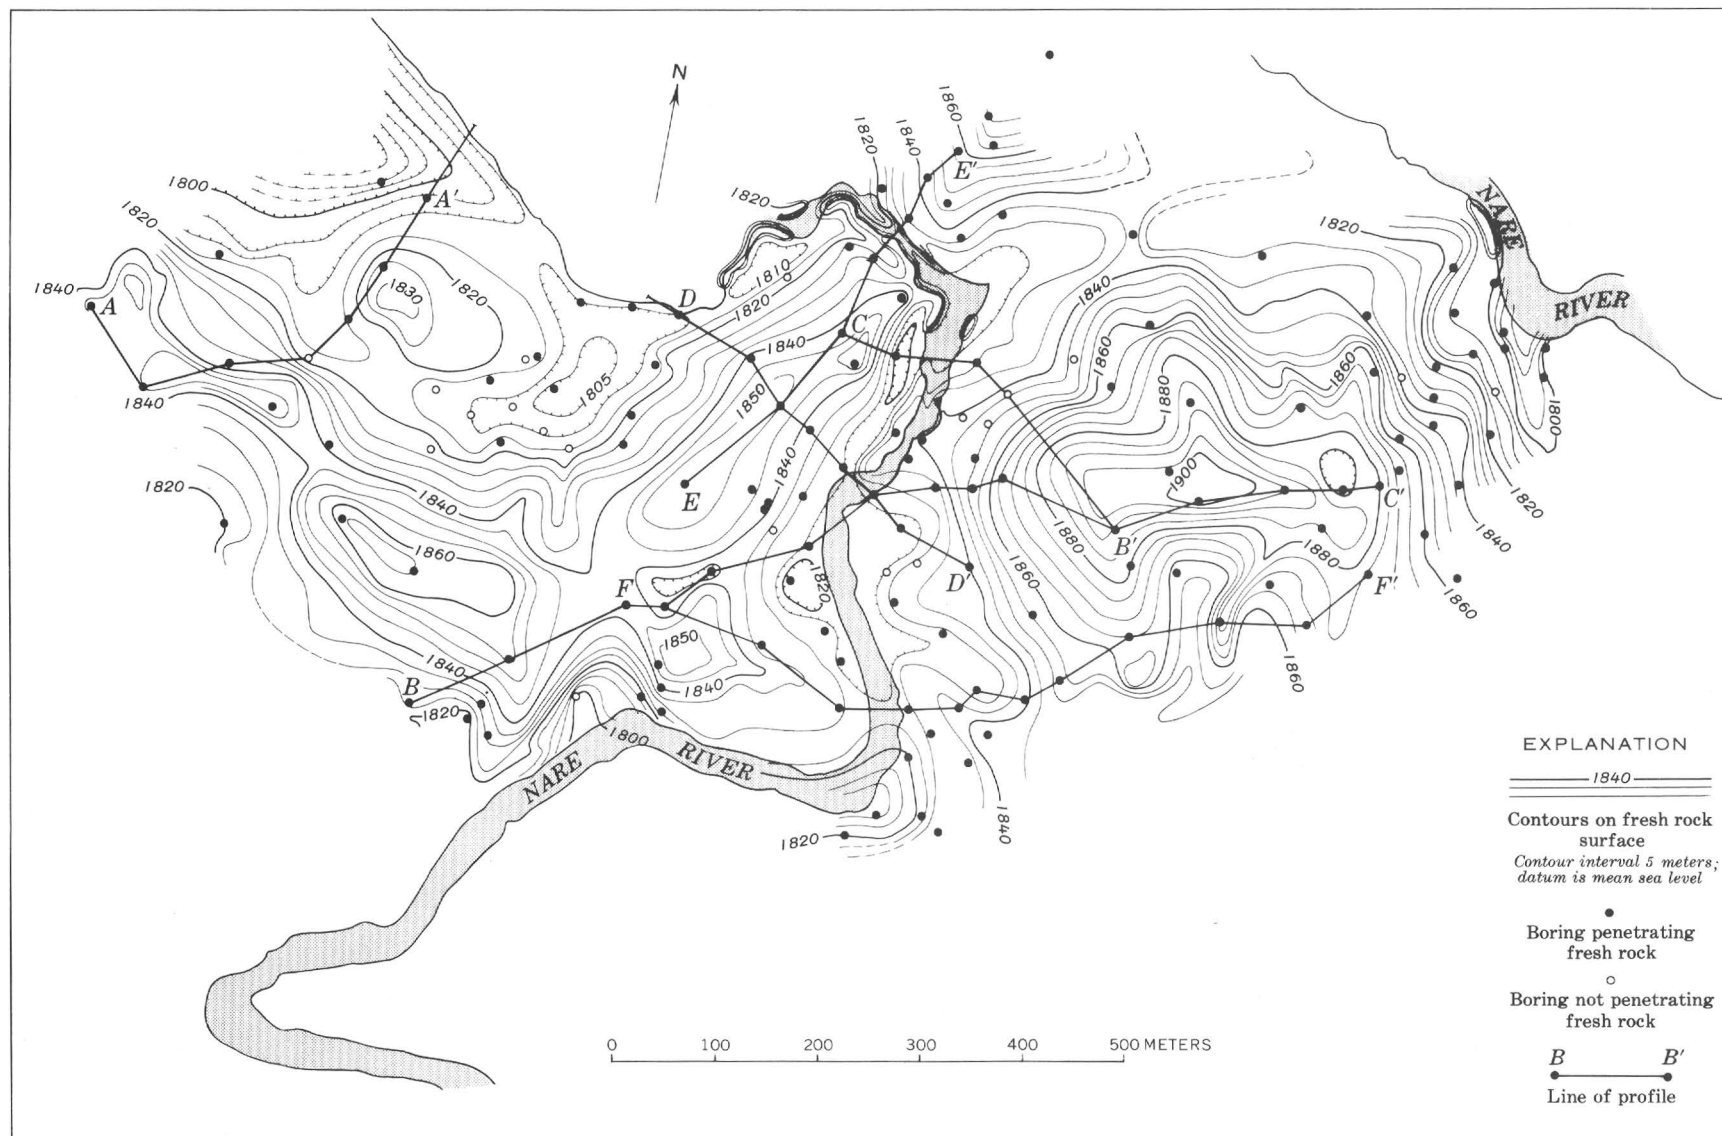 N
1860
1840
1820
E'
1800
A'
1820
1820
NARE
1820
1810
1840
A
1830
1820
D
1820
1840
RIVER
C
1840
1840
1860
1860
1805
1850
1880
1800
1840
1820
1840
E
1840
1900
C'
1820
1860
B'
1880
1880
1840
F
1820
D'
1860
F'
1860
1850
1840
B
1840
1860
1820
1800
NARE
RIVER
1820
1840
EXPLANATION
1840
Contours on fresh rock
surface
Contour interval 5 meters;
datum is mean sea level
Boring penetrating
fresh rock
Boring not penetrating
fresh rock
B B'
Line of profile
0 100 200 300 400 500 METERS